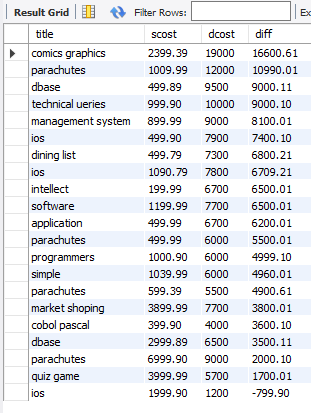 Result Grid Filter Rows: Ex
title scost dcost diff
comics graphics 2399.39 19000 16600.61
parachutes 1009.99 12000 10990.01
dbase 499.89 9500 9000.11
technical ueries 999.90 10000 9000.10
management system 899.99 9000 8100.01
ios 499.90 7900 7400.10
dining list 499.79 7300 6800.21
ios 1090.79 7800 6709.21
intellect 199.99 6700 6500.01
software 1199.99 7700 6500.01
application 499.99 6700 6200.01
parachutes 499.99 6000 5500.01
programmers 1000.90 6000 4999.10
simple 1039.99 6000 4960.01
parachutes 599.39 5500 4900.61
market shoping 3899.99 7700 3800.01
cobol pascal 399.90 4000 3600.10
dbase 2999.89 6500 3500.11
parachutes 6999.90 9000 2000.10
quiz game 3999.99 5700 1700.01
ios 1999.90 1200 -799.90